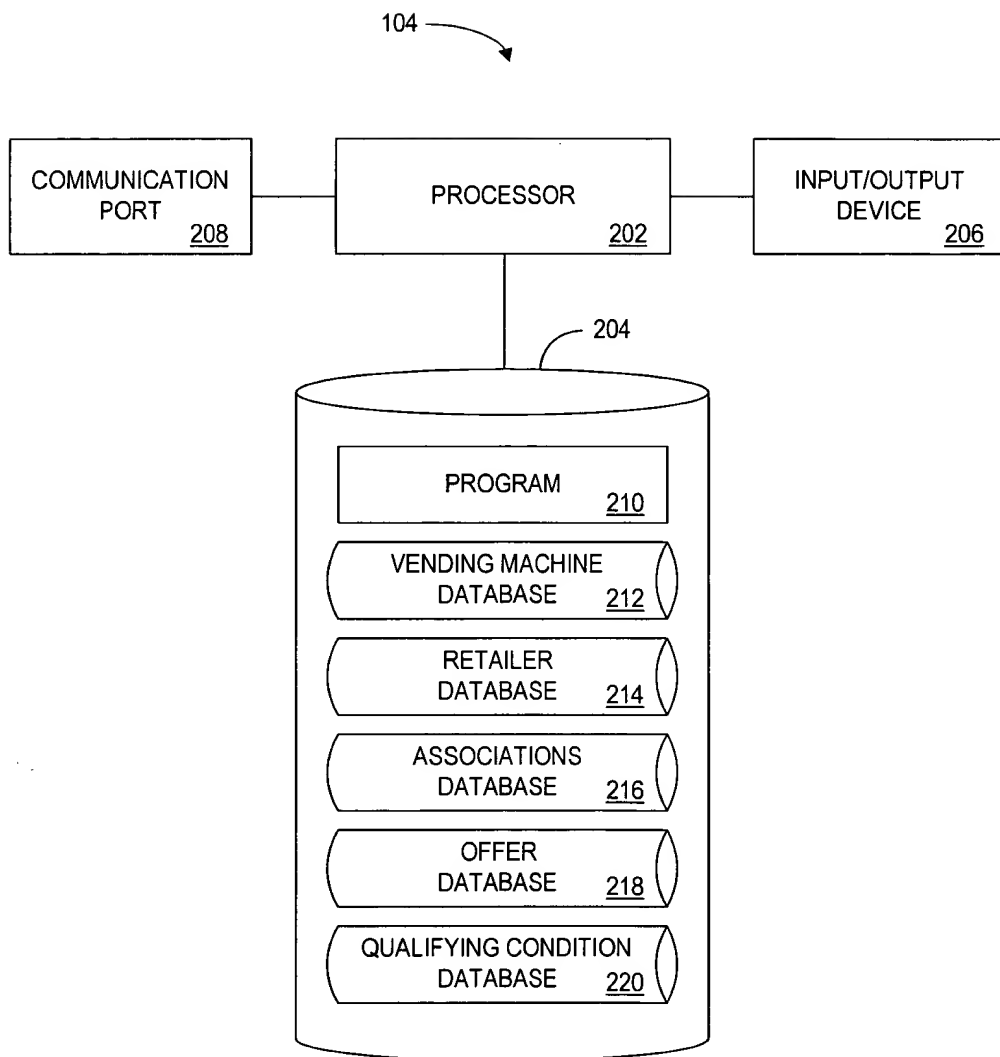 104
COMMUNICATION
PORT
208
PROCESSOR
202
INPUT/OUTPUT
DEVICE
206
204
PROGRAM
210
VENDING MACHINE
DATABASE
212
RETAILER
DATABASE
214
ASSOCIATIONS
DATABASE
216
OFFER
DATABASE
218
QUALIFYING CONDITION
DATABASE
220